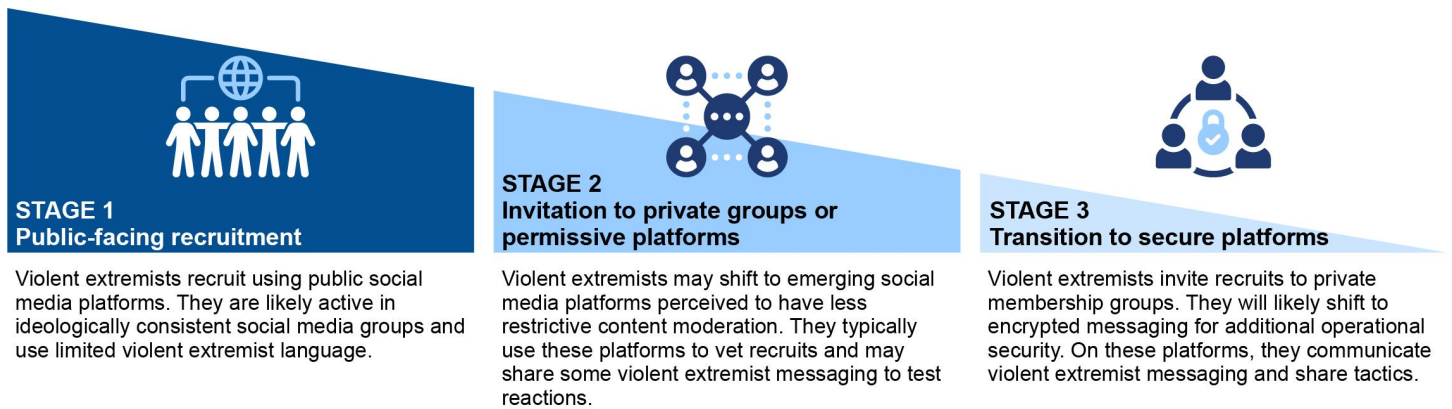 STAGE 1
Public-facing recruitment
Violent extremists recruit using public social
media platforms. They are likely active in
ideologically consistent social media groups and
use limited violent extremist language.
STAGE 2
Invitation to private groups or
permissive platforms
Violent extremists may shift to emerging social
media platforms perceived to have less
restrictive content moderation. They typically
use these platforms to vet recruits and may
share some violent extremist messaging to test
reactions.
STAGE 3
Transition to secure platforms
Violent extremists invite recruits to private
membership groups. They will likely shift to
encrypted messaging for additional operational
security. On these platforms, they communicate
violent extremist messaging and share tactics.